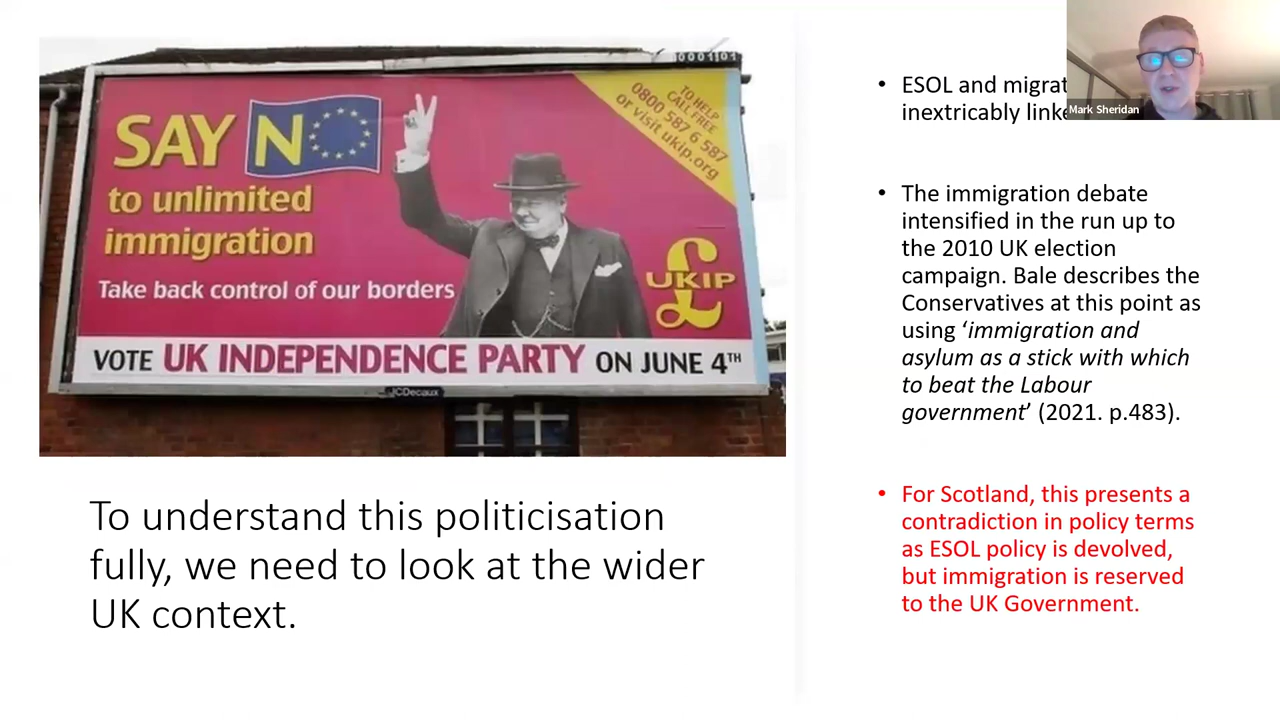 SAY NO
to unlimited
immigration
Take back control of our borders
TO HELP
CALL FREE
0800 587 6 587
or visit ukip.org
UKIP
£
VOTE UK INDEPENDENCE PARTY ON JUNE 4TH
JCDecaux
To understand this politicisation
fully, we need to look at the wider
UK context.
• ESOL and
inextricably
• The immigration debate
intensified in the run up to
the 2010 UK election
campaign. Bale describes the
Conservatives at this point as
using ‘immigration and
asylum as a stick with which
to beat the Labour
government’ (2021. p.483).
• For Scotland, this presents a
contradiction in policy terms
as ESOL policy is devolved,
but immigration is reserved
to the UK Government.
Mark Sheridan